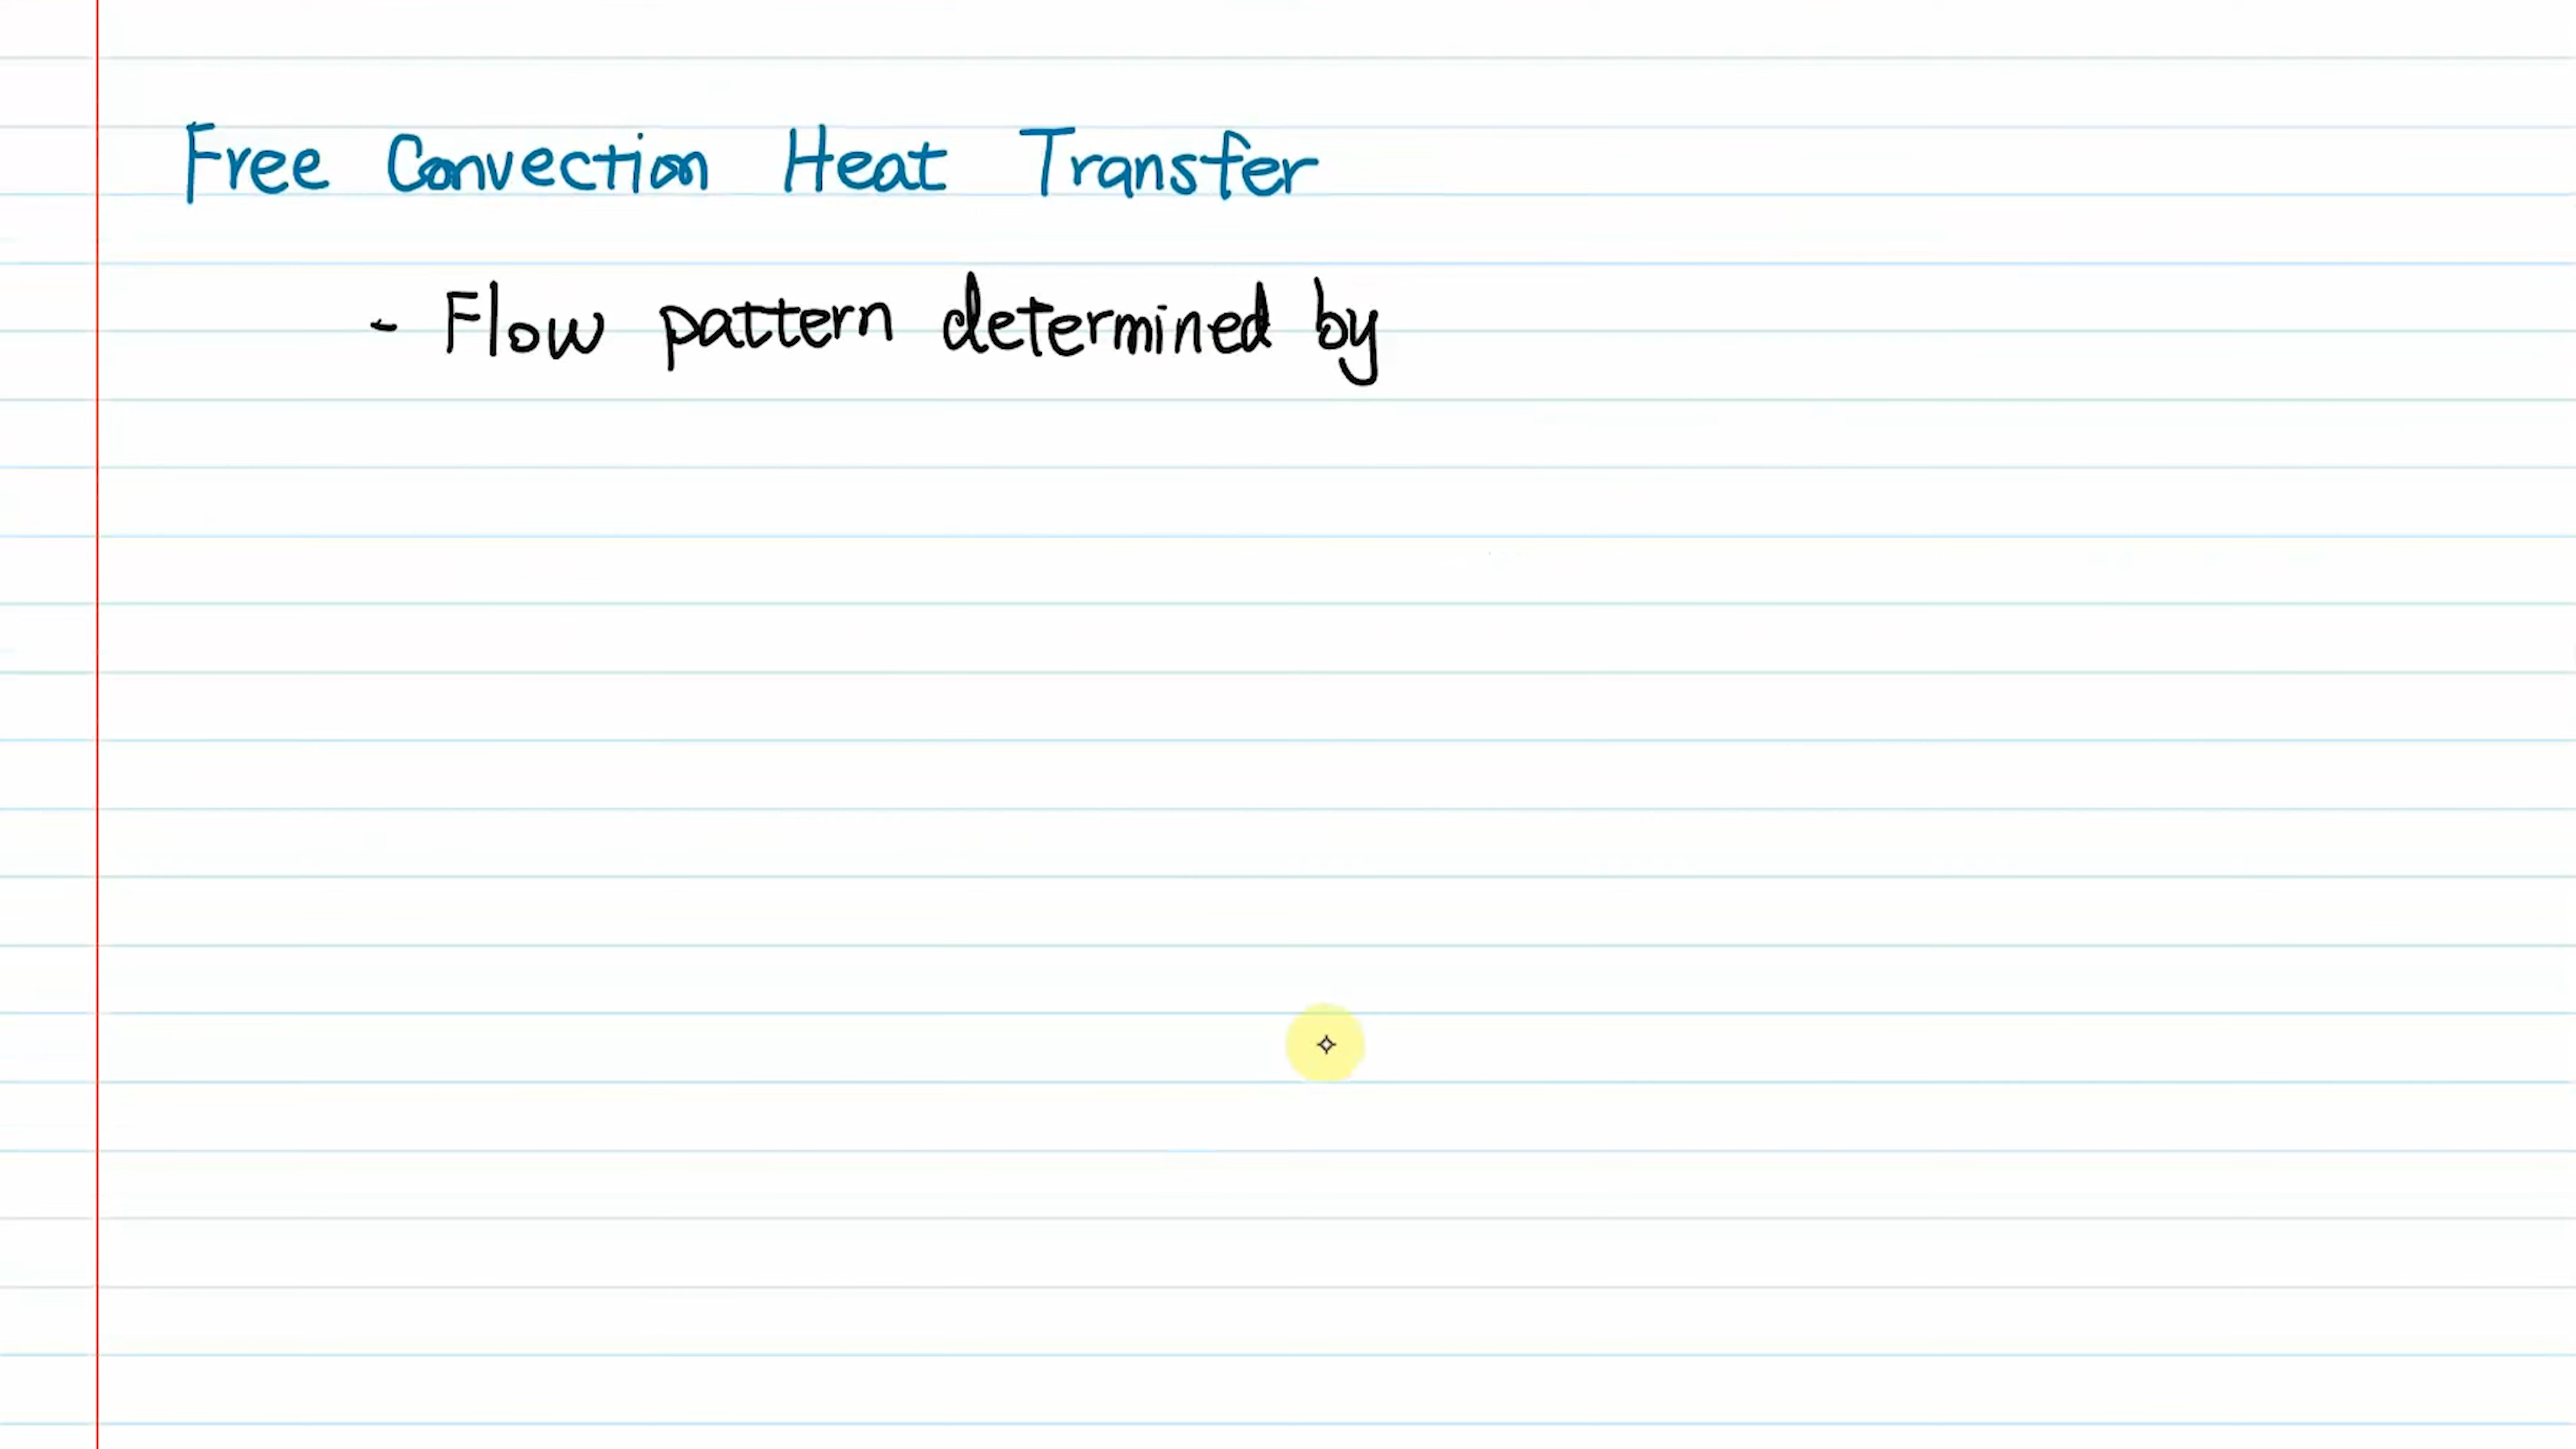 Free Convection Heat Transfer
- Flow pattern determined by